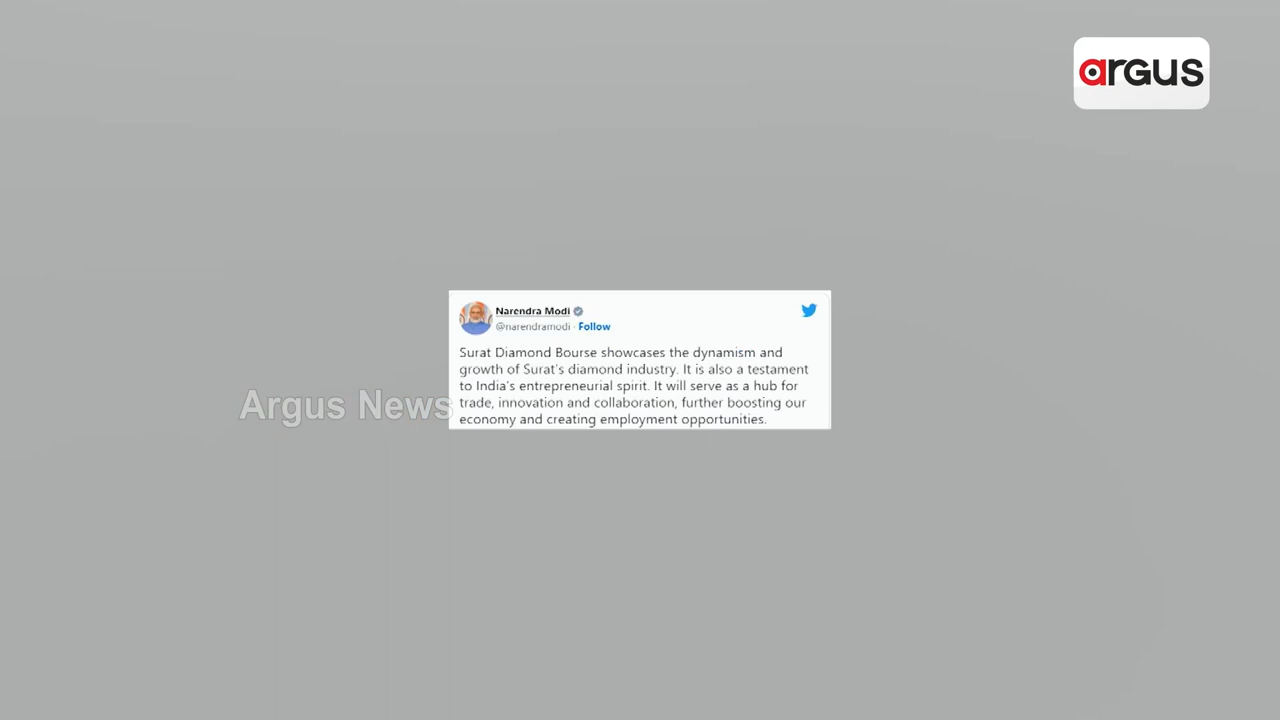 argus
Narendra Modi
@narendramodi · Follow
Surat Diamond Bourse showcases the dynamism and
growth of Surat's diamond industry. It is also a testament
to India's entrepreneurial spirit. It will serve as a hub for
trade, innovation and collaboration, further boosting our
economy and creating employment opportunities.
Argus News